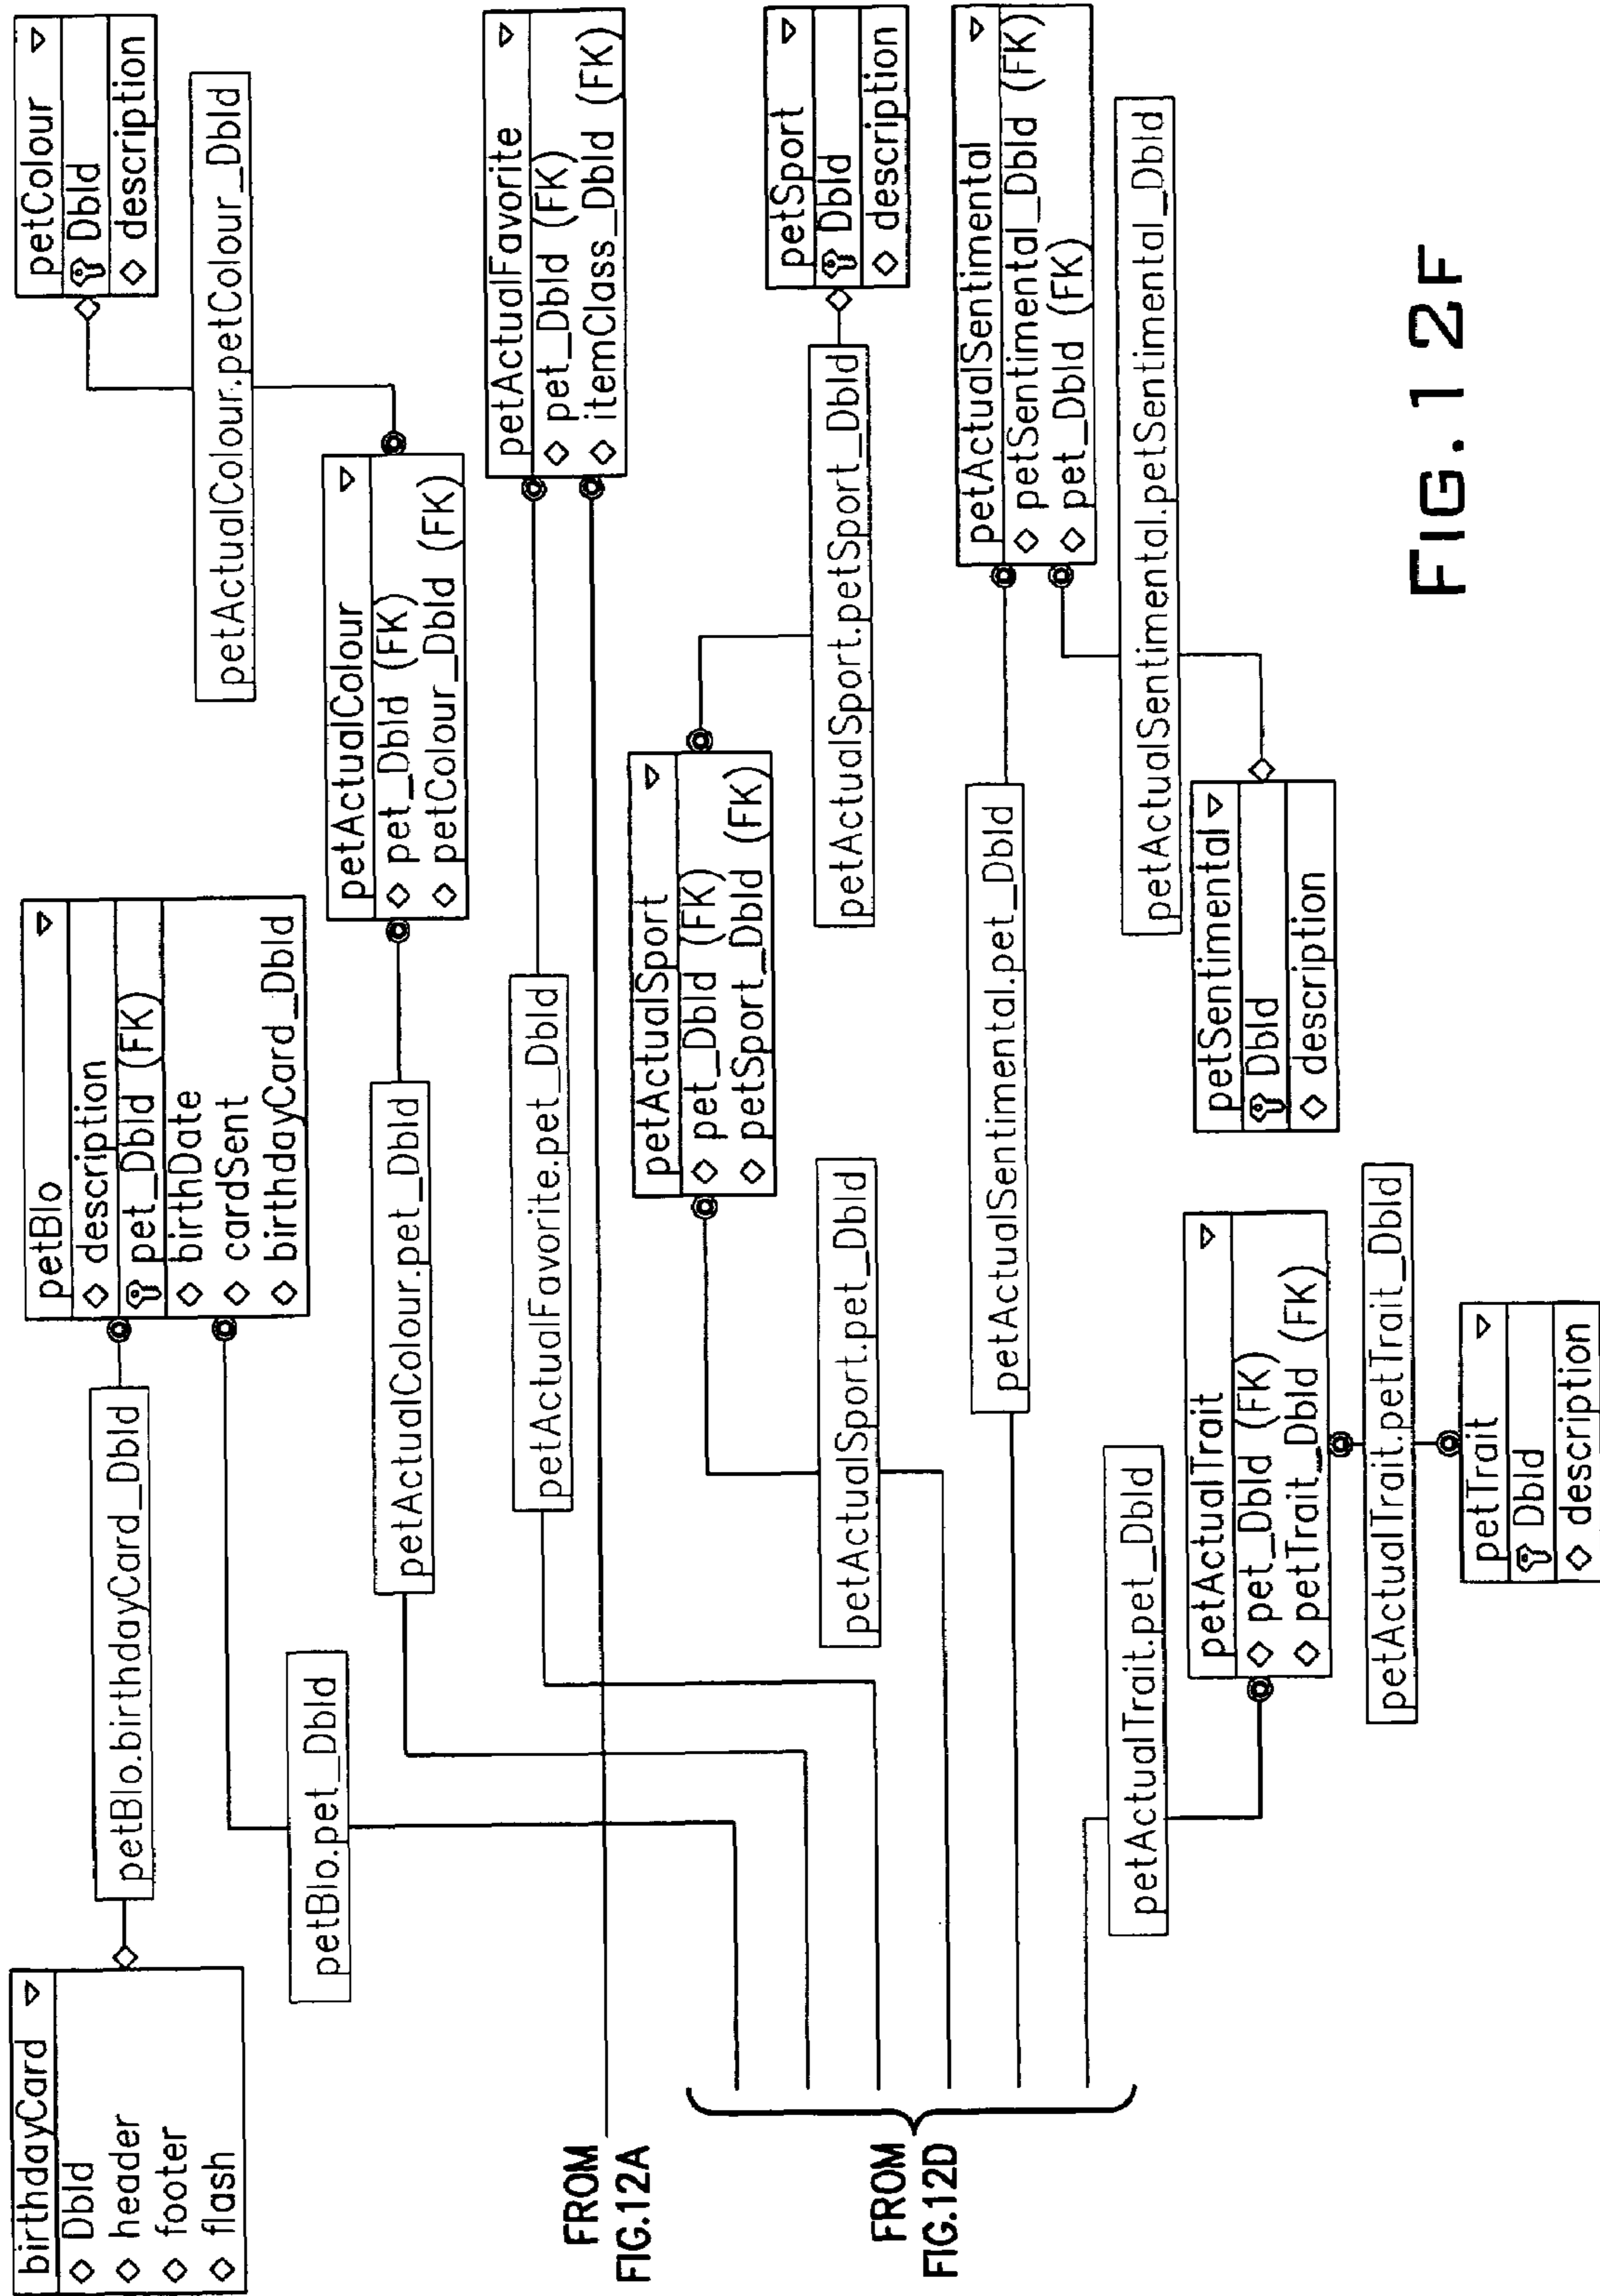 birthdayCard
DbId
header
footer
flash
petBIo.birthdayCard_DbId
petBIo
description
pet_DbId (FK)
birthDate
cardSent
birthdayCard_DbId
petBIo.pet_DbId
petColour
DbId
description
petActualColour.petColour_DbId
petActualColour
pet_DbId (FK)
petColour_DbId (FK)
petActualColour.pet_DbId
petActualFavorite
pet_DbId (FK)
itemClass_DbId (FK)
petActualFavorite.pet_DbId
FROM
FIG.12A
petActualSport
pet_DbId (FK)
petSport_DbId (FK)
petSport
DbId
description
petActualSport.petSport_DbId
petActualSport.pet_DbId
FROM
FIG.12D
petActualSentimental
petSentimental_DbId (FK)
pet_DbId (FK)
petActualSentimental.pet_DbId
petActualSentimental.petSentimental_DbId
petSentimental
DbId
description
petActualTrait.pet_DbId
petActualTrait
pet_DbId (FK)
petTrait_DbId (FK)
petActualTrait.petTrait_DbId
petTrait
DbId
description
FIG. 12F